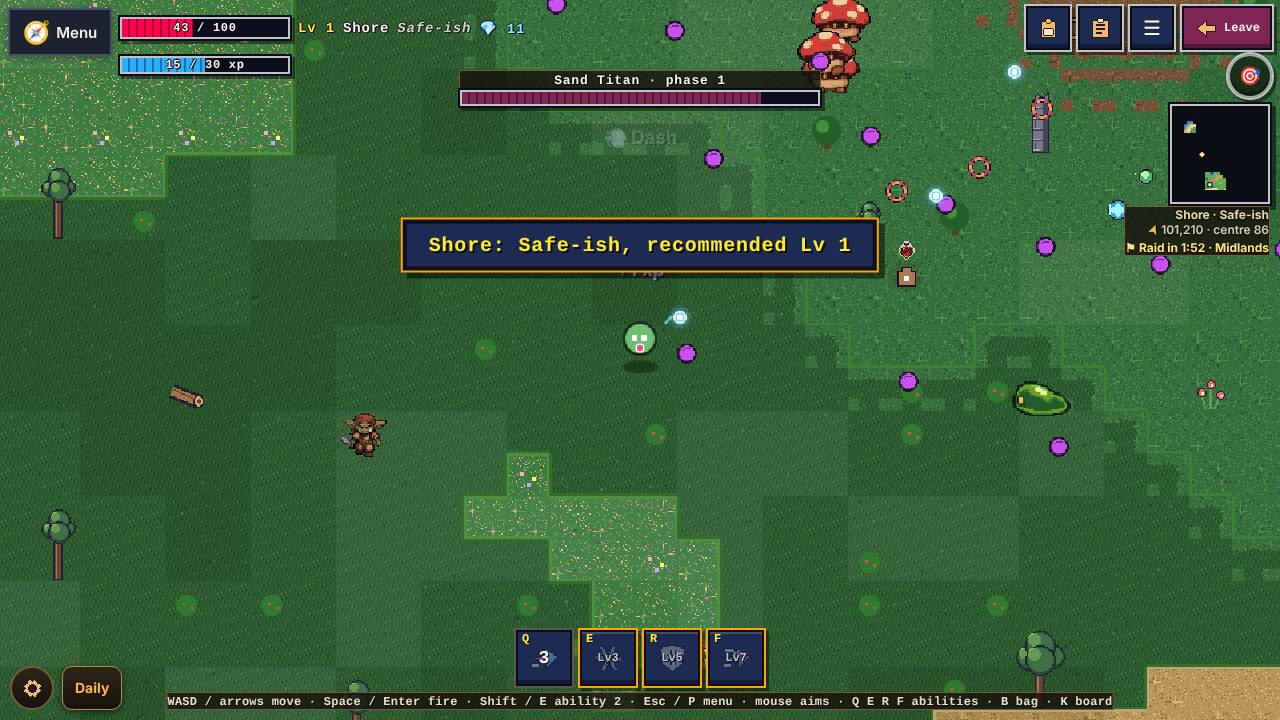 Menu
43 / 100
Lv 1 Shore Safe-ish 11
15 / 30 xp
Sand Titan · phase 1
Leave
Dash
Shore: Safe-ish, recommended Lv 1
Shore · Safe-ish
101,210 · centre 86
Raid in 1:52 · Midlands
Q
3
E
Lv3
R
Lv5
F
Lv7
Daily
WASD / arrows move · Space / Enter fire · Shift / E ability 2 · Esc / P menu · mouse aims · Q E R F abilities · B bag · K board